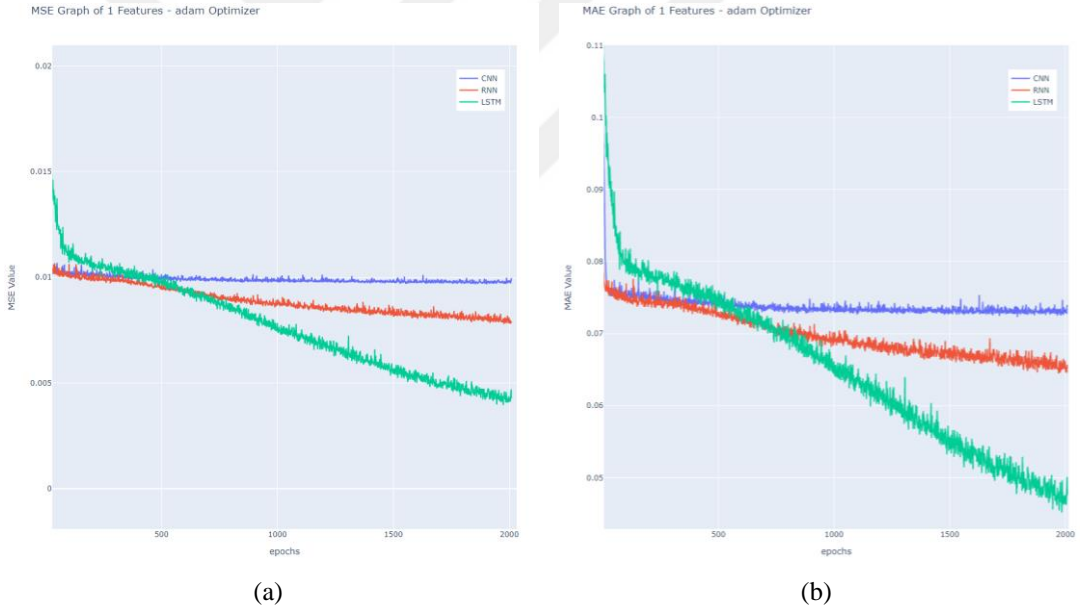 MSE Graph of 1 Features - adam Optimizer
0.02
0.015
0.01
0.005
0
MSE Value
500
1000
1500
2000
epochs
CNN
RNN
LSTM
(a)
MAE Graph of 1 Features - adam Optimizer
0.11
0.1
0.09
0.08
0.07
0.06
0.05
MAE Value
500
1000
1500
2000
epochs
CNN
RNN
LSTM
(b)